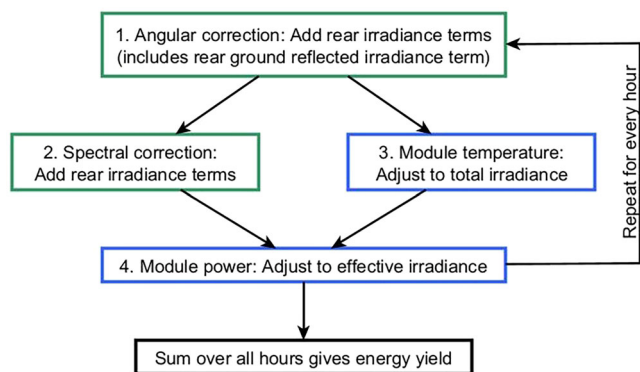 1. Angular correction: Add rear irradiance terms
(includes rear ground reflected irradiance term)
2. Spectral correction:
Add rear irradiance terms
3. Module temperature:
Adjust to total irradiance
Repeat for every hour
4. Module power: Adjust to effective irradiance
Sum over all hours gives energy yield